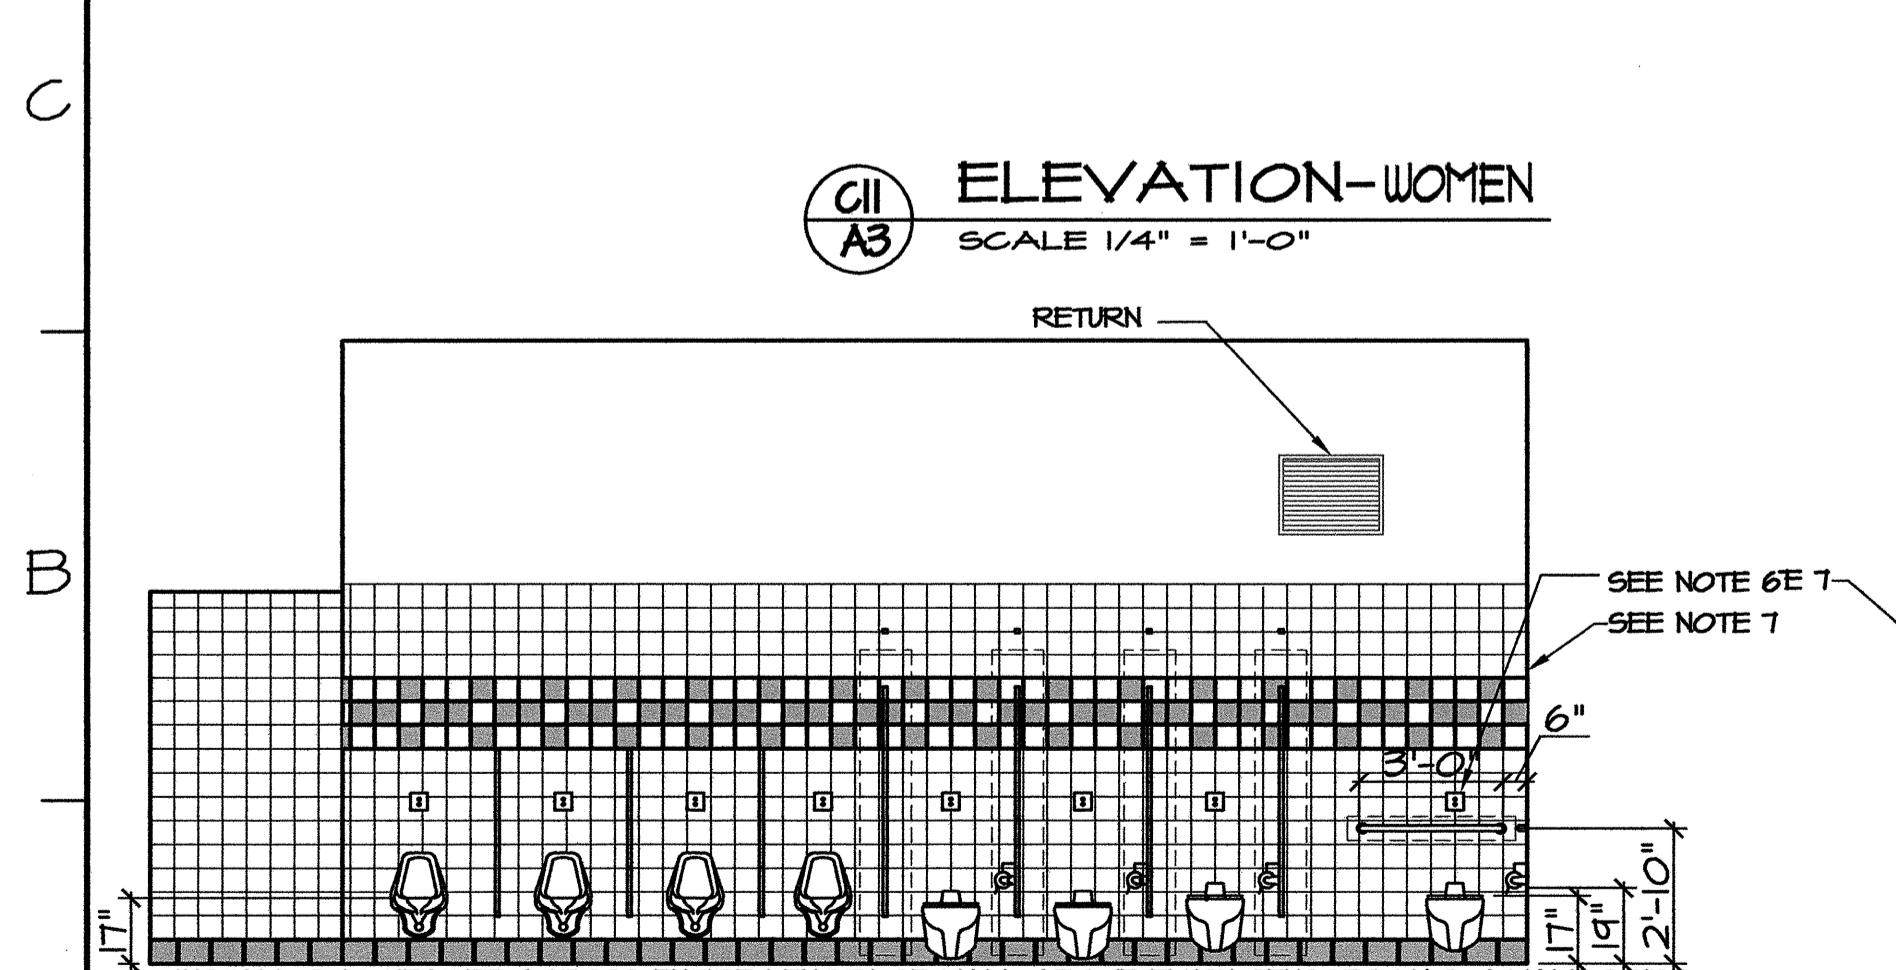 C
C11
A3
ELEVATION-WOMEN
SCALE 1/4" = 1'-0"
RETURN
B
SEE NOTE 6E 7
SEE NOTE 7
6"
3'-0"
17"
17"
19"
2'-10"